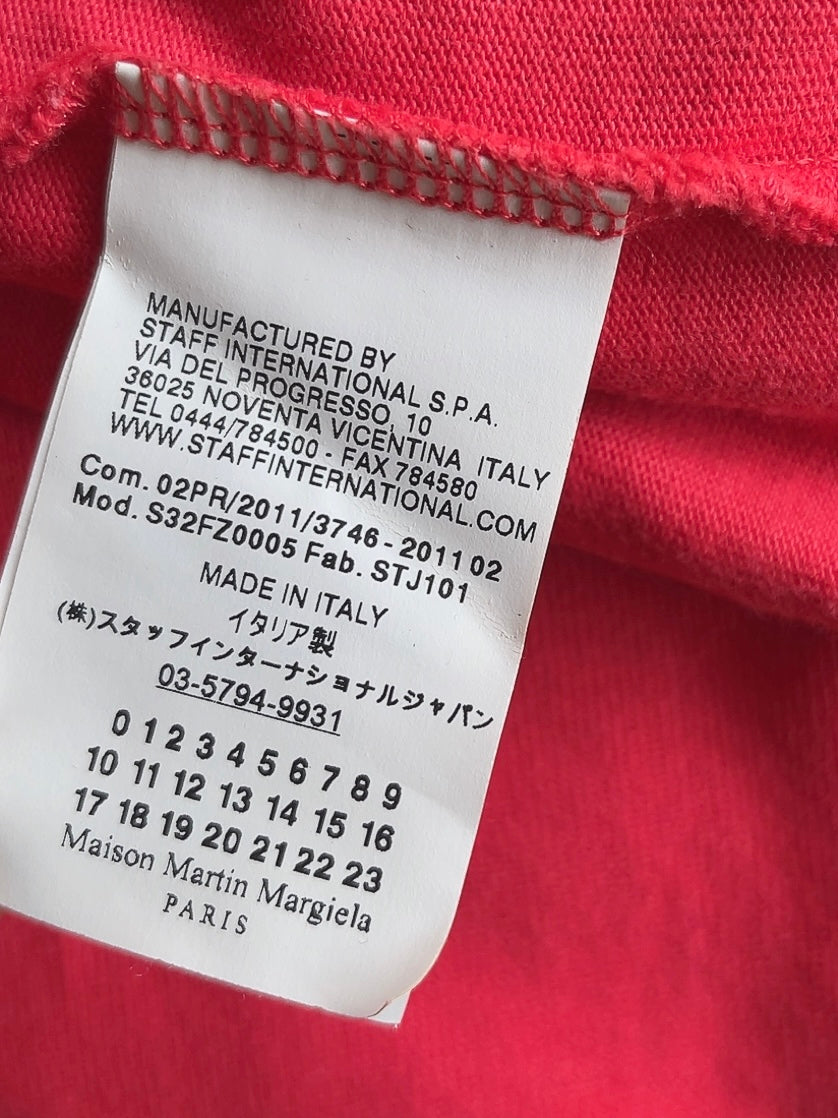 MANUFACTURED BY
STAFF INTERNATIONAL S.P.A.
VIA DEL PROGRESSO, 10
36025 NOVENTA VICENTINA ITALY
TEL 0444/784500 - FAX 784580
WWW.STAFFINTERNATIONAL.COM
Com. 02PR/2011/3746 - 2011 02
Mod. S32FZ0005 Fab. STJ101
MADE IN ITALY
イタリア製
(株)スタッフインターナショナルジャパン
03-5794-9931
0 1 2 3 4 5 6 7 8 9
10 11 12 13 14 15 16
17 18 19 20 21 22 23
Maison Martin Margiela
PARIS